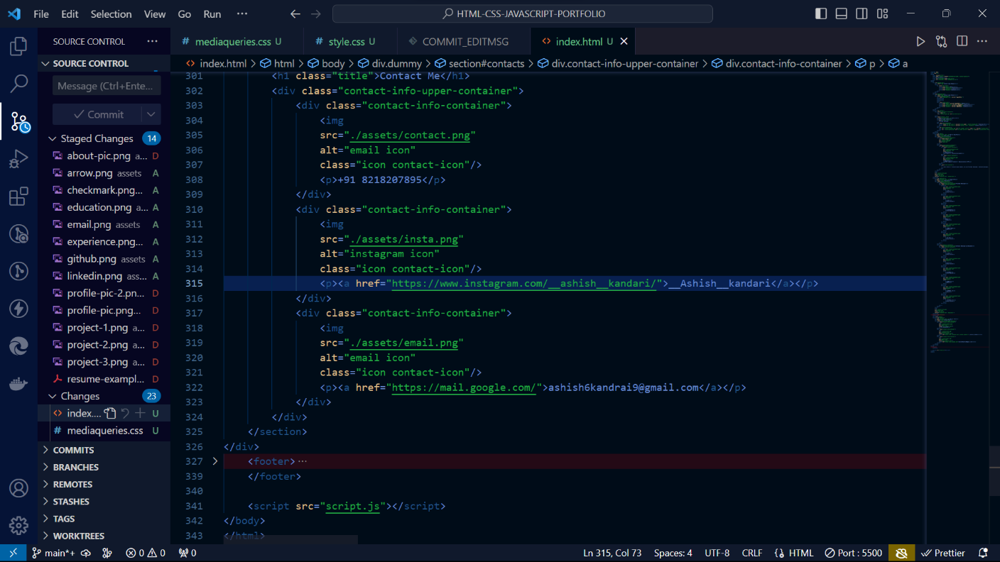 File Edit Selection View Go Run ··· HTML-CSS-JAVASCRIPT-PORTFOLIO
SOURCE CONTROL ···
# mediaqueries.css U # style.css U COMMIT_EDITMSG <> index.html U
SOURCE CONTROL
Message (Ctrl+Ente...
Commit
Staged Changes 14
about-pic.png a... D
arrow.png assets A
checkmark.png... A
education.png a... A
email.png assets A
experience.png... A
github.png assets A
linkedin.png ass... A
profile-pic-2.pn... D
profile-pic.png... D
project-1.png a... D
project-2.png a... D
project-3.png a... D
resume-exampl... D
Changes 23
<> index.... U
# mediaqueries.css U
COMMITS
BRANCHES
REMOTES
STASHES
TAGS
WORKTREES
<> index.html > html > body > div.dummy > section#contacts > div.contact-info-upper-container > div.contact-info-container > p > a
301 <h1 class="title">Contact Me</h1>
302 <div class="contact-info-upper-container">
303 <div class="contact-info-container">
304 <img
305 src="./assets/contact.png"
306 alt="email icon"
307 class="icon contact-icon"/>
308 <p>+91 8218207895</p>
309 </div>
310 <div class="contact-info-container">
311 <img
312 src="./assets/insta.png"
313 alt="instagram icon"
314 class="icon contact-icon"/>
315 <p><a href="https://www.instagram.com/__ashish__kandari/">__Ashish__kandari</a></p>
316 </div>
317 <div class="contact-info-container">
318 <img
319 src="./assets/email.png"
320 alt="email icon"
321 class="icon contact-icon"/>
322 <p><a href="https://mail.google.com/">ashish6kandrai9@gmail.com</a></p>
323 </div>
324 </div>
325 </section>
326 </div>
327 <footer>···
339 </footer>
340
341 <script src="script.js"></script>
342 </body>
343 </html>
main*+ 0 0 0 Ln 315, Col 73 Spaces: 4 UTF-8 CRLF {} HTML Port : 5500 Prettier